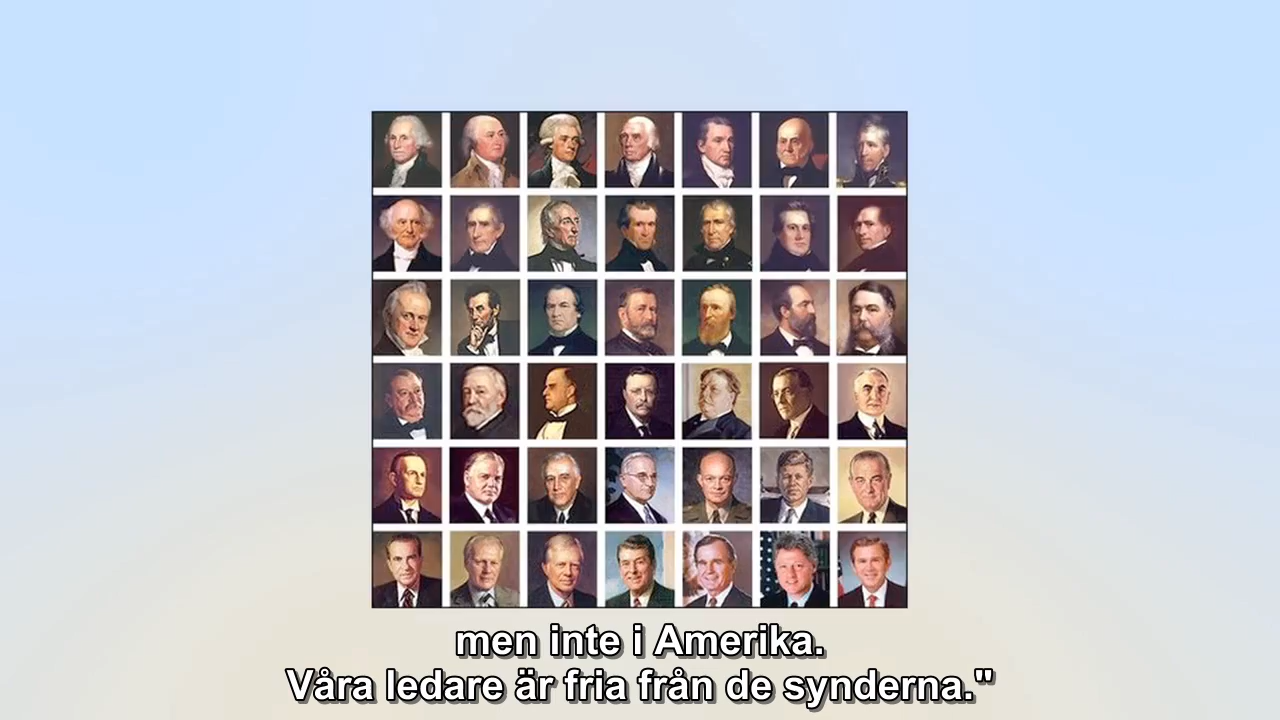 men inte i Amerika.
Våra ledare är fria från de synderna."